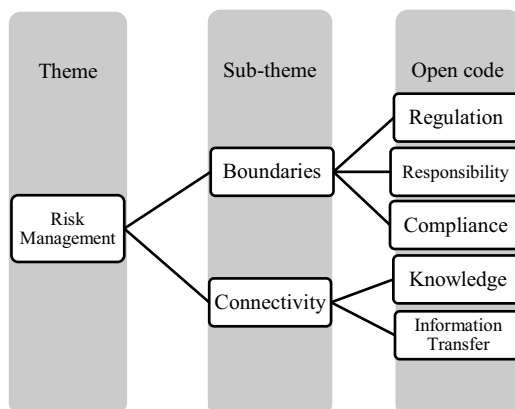 Theme
Sub-theme
Open code
Regulation
Boundaries
Responsibility
Risk
Management
Compliance
Connectivity
Knowledge
Information
Transfer